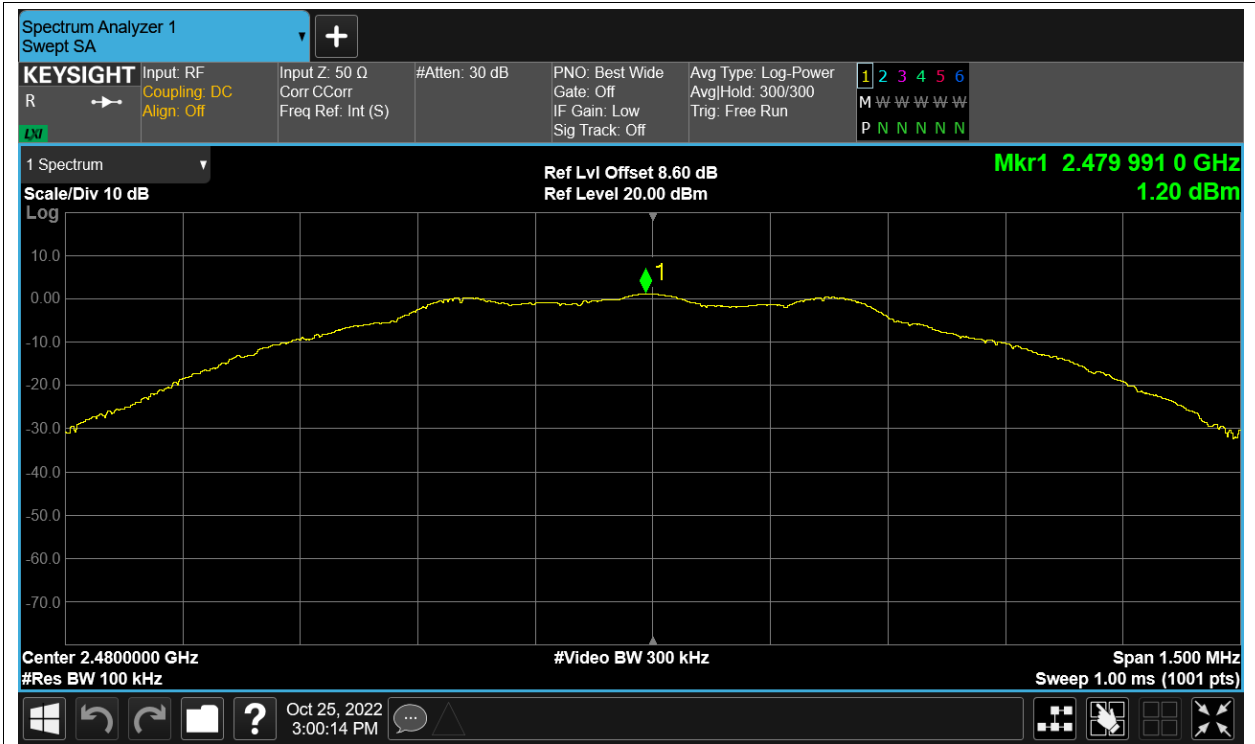 Spectrum Analyzer 1
Swept SA
KEYSIGHT
R
LXI
Input: RF
Coupling: DC
Align: Off
Input Z: 50 Ω
Corr CCorr
Freq Ref: Int (S)
#Atten: 30 dB
PNO: Best Wide
Gate: Off
IF Gain: Low
Sig Track: Off
Avg Type: Log-Power
Avg|Hold: 300/300
Trig: Free Run
1 2 3 4 5 6
M W W W W W W
P N N N N N N
1 Spectrum
Scale/Div 10 dB
Log
Ref Lvl Offset 8.60 dB
Ref Level 20.00 dBm
Mkr1 2.479 991 0 GHz
1.20 dBm
1
10.0
0.00
-10.0
-20.0
-30.0
-40.0
-50.0
-60.0
-70.0
Center 2.4800000 GHz
#Res BW 100 kHz
#Video BW 300 kHz
Span 1.500 MHz
Sweep 1.00 ms (1001 pts)
?
Oct 25, 2022
3:00:14 PM